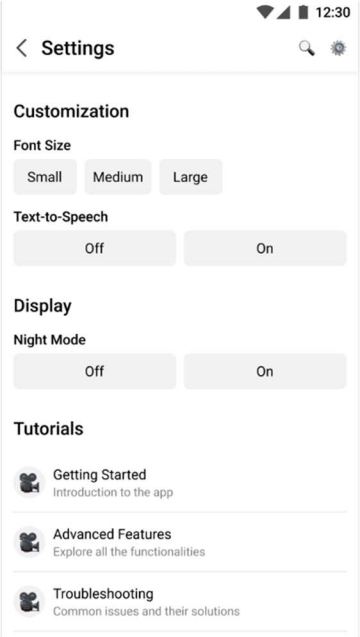 12:30
Settings
Customization
Font Size
Small Medium Large
Text-to-Speech
Off On
Display
Night Mode
Off On
Tutorials
Getting Started
Introduction to the app
Advanced Features
Explore all the functionalities
Troubleshooting
Common issues and their solutions